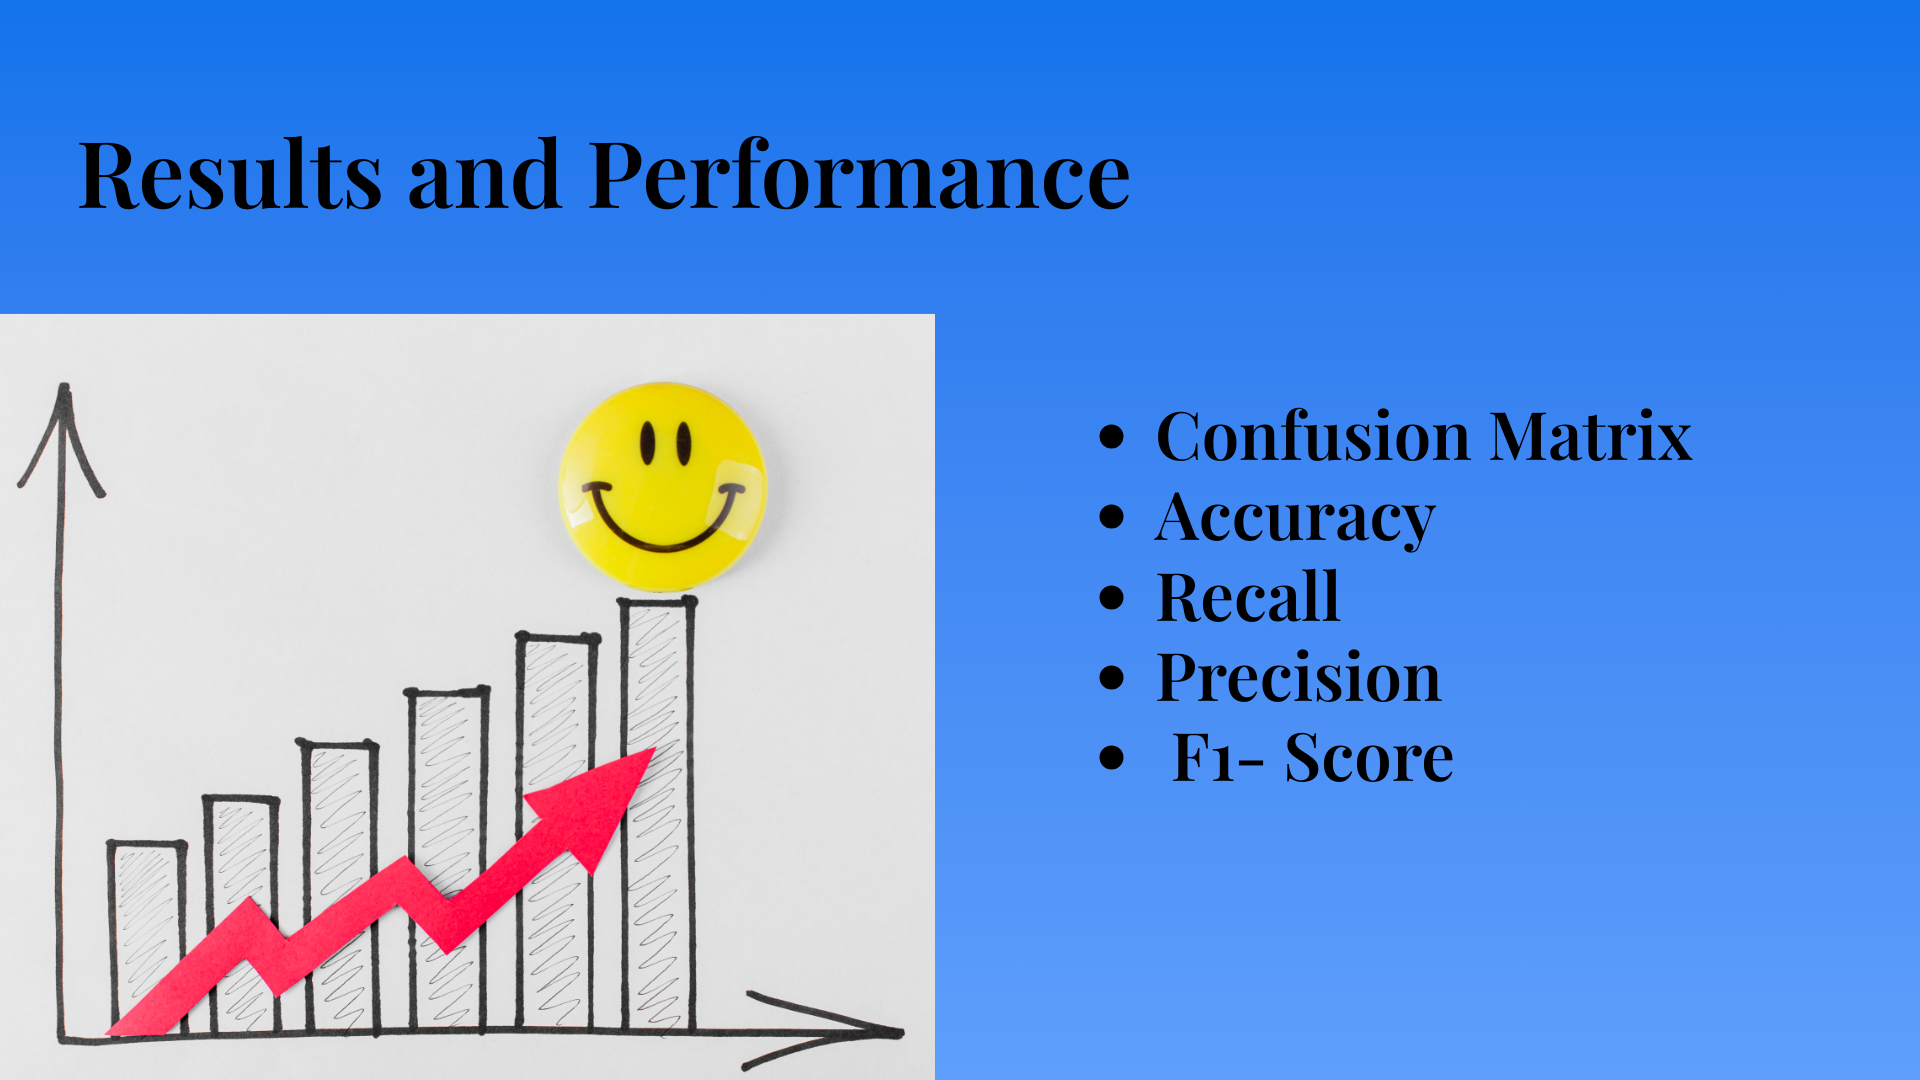 Results and Performance
• Confusion Matrix
• Accuracy
• Recall
• Precision
• F1- Score